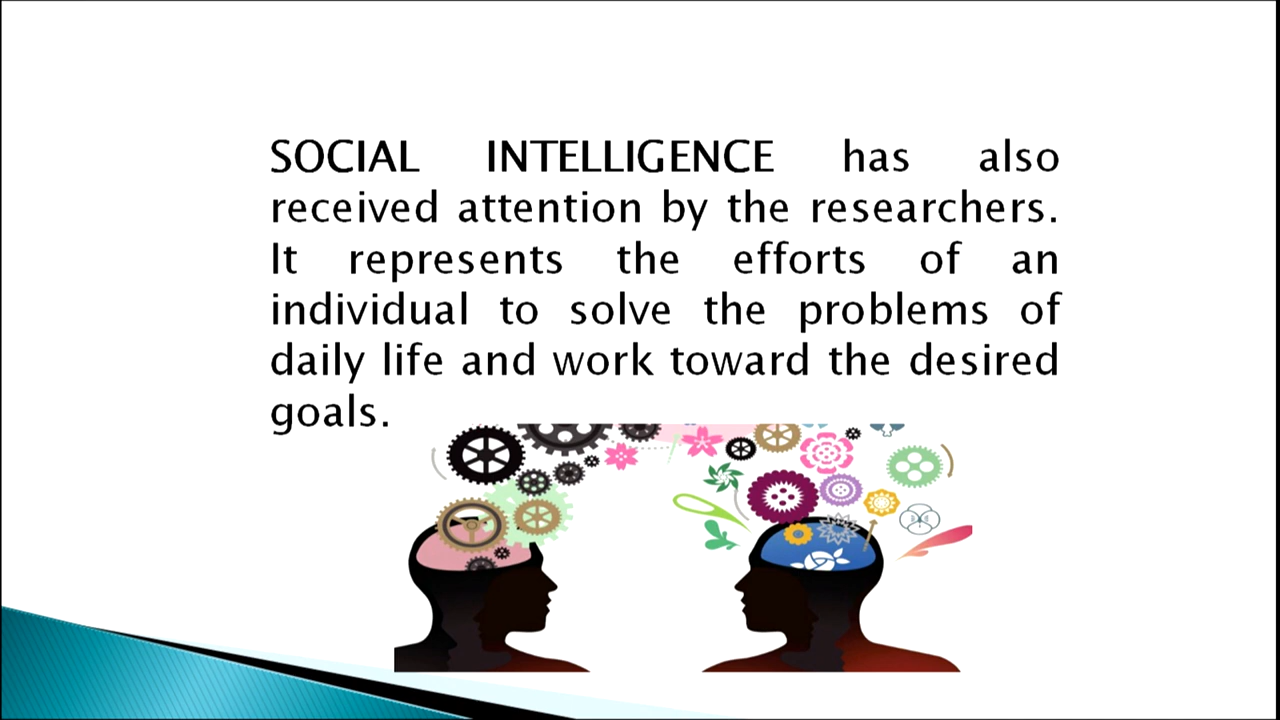 SOCIAL INTELLIGENCE has also
received attention by the researchers.
It represents the efforts of an
individual to solve the problems of
daily life and work toward the desired
goals.